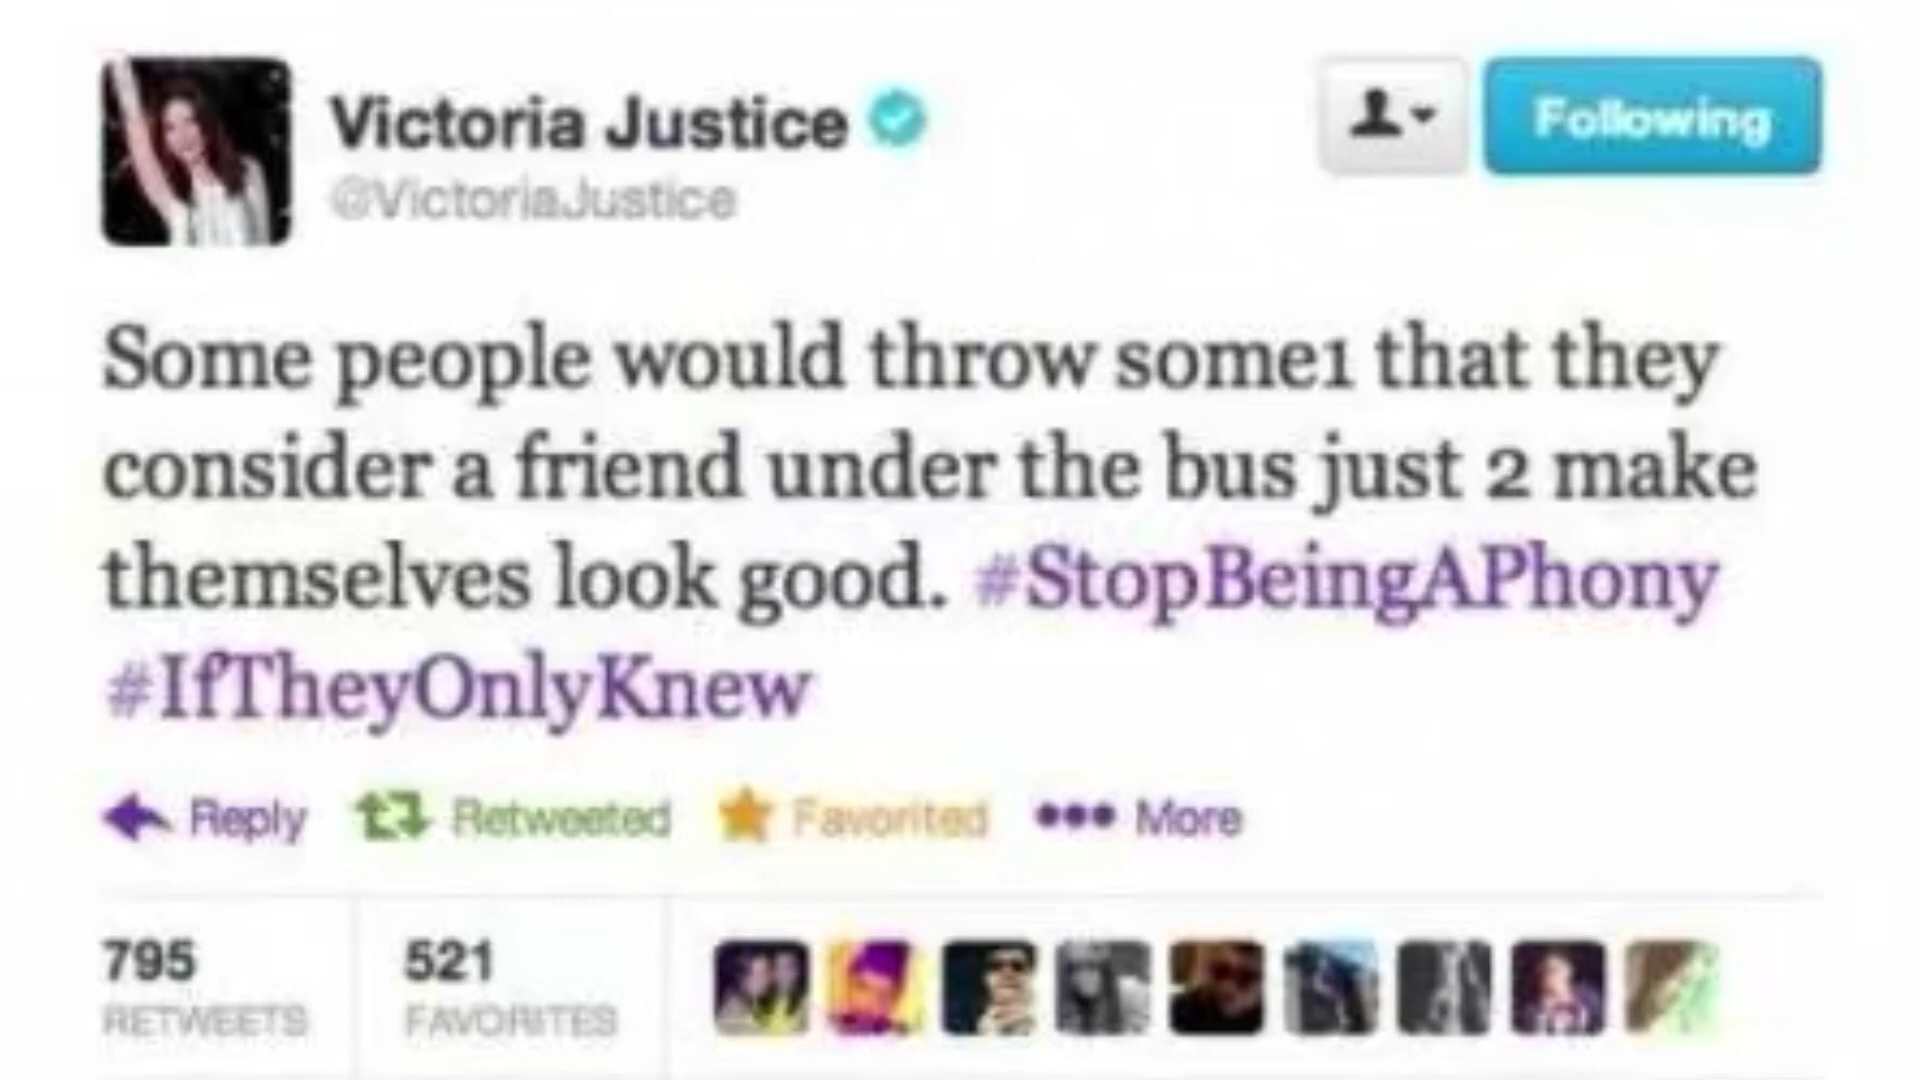 Victoria Justice
Following
@VictoriaJustice
Some people would throw some1 that they
consider a friend under the bus just 2 make
themselves look good. #StopBeingAPhony
#IfTheyOnlyKnew
Reply Retweeted Favorited More
795 521
RETWEETS FAVORITES